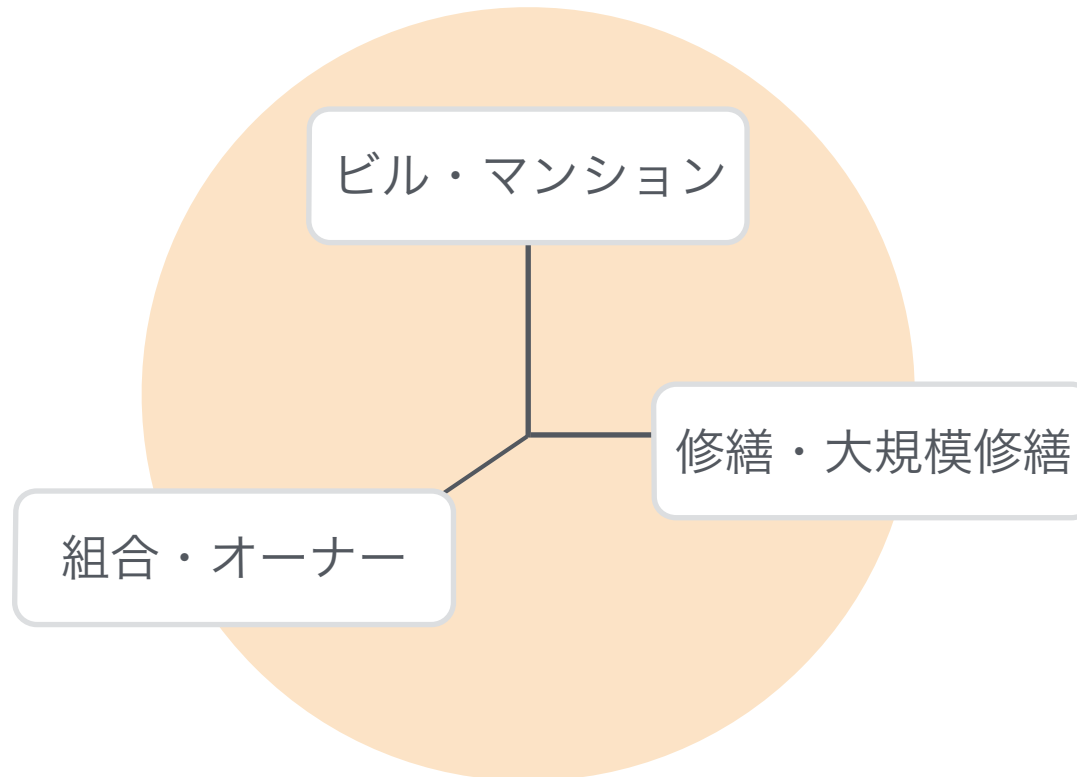 ビル・マンション
修繕・大規模修繕
組合・オーナー